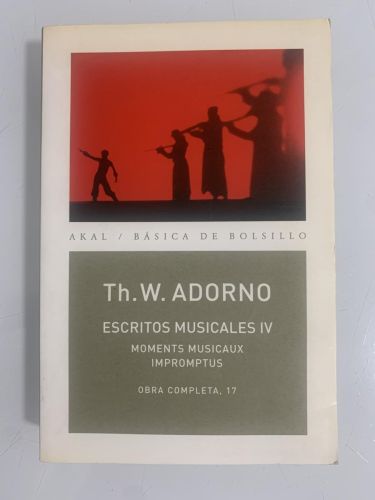 AKAL / BÁSICA DE BOLSILLO
Th.W. ADORNO
ESCRITOS MUSICALES IV
MOMENTS MUSICAUX
IMPROMPTUS
OBRA COMPLETA, 17